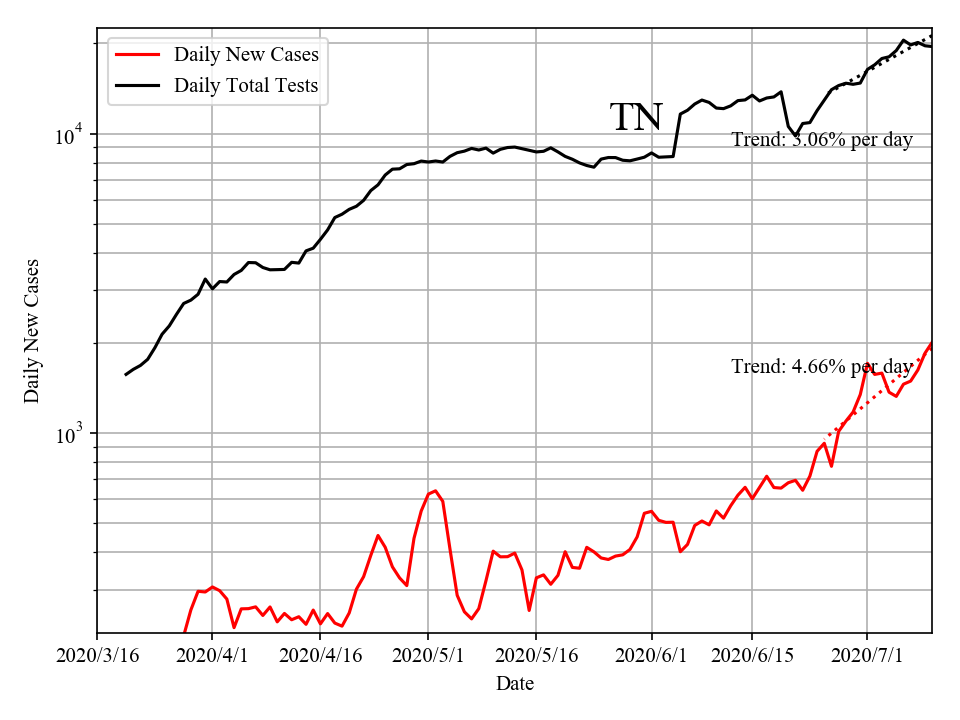 Daily New Cases
Daily Total Tests
TN
Trend: 3.06% per day
Trend: 4.66% per day
10^4
10^3
Daily New Cases
2020/3/16 2020/4/1 2020/4/16 2020/5/1 2020/5/16 2020/6/1 2020/6/15 2020/7/1
Date